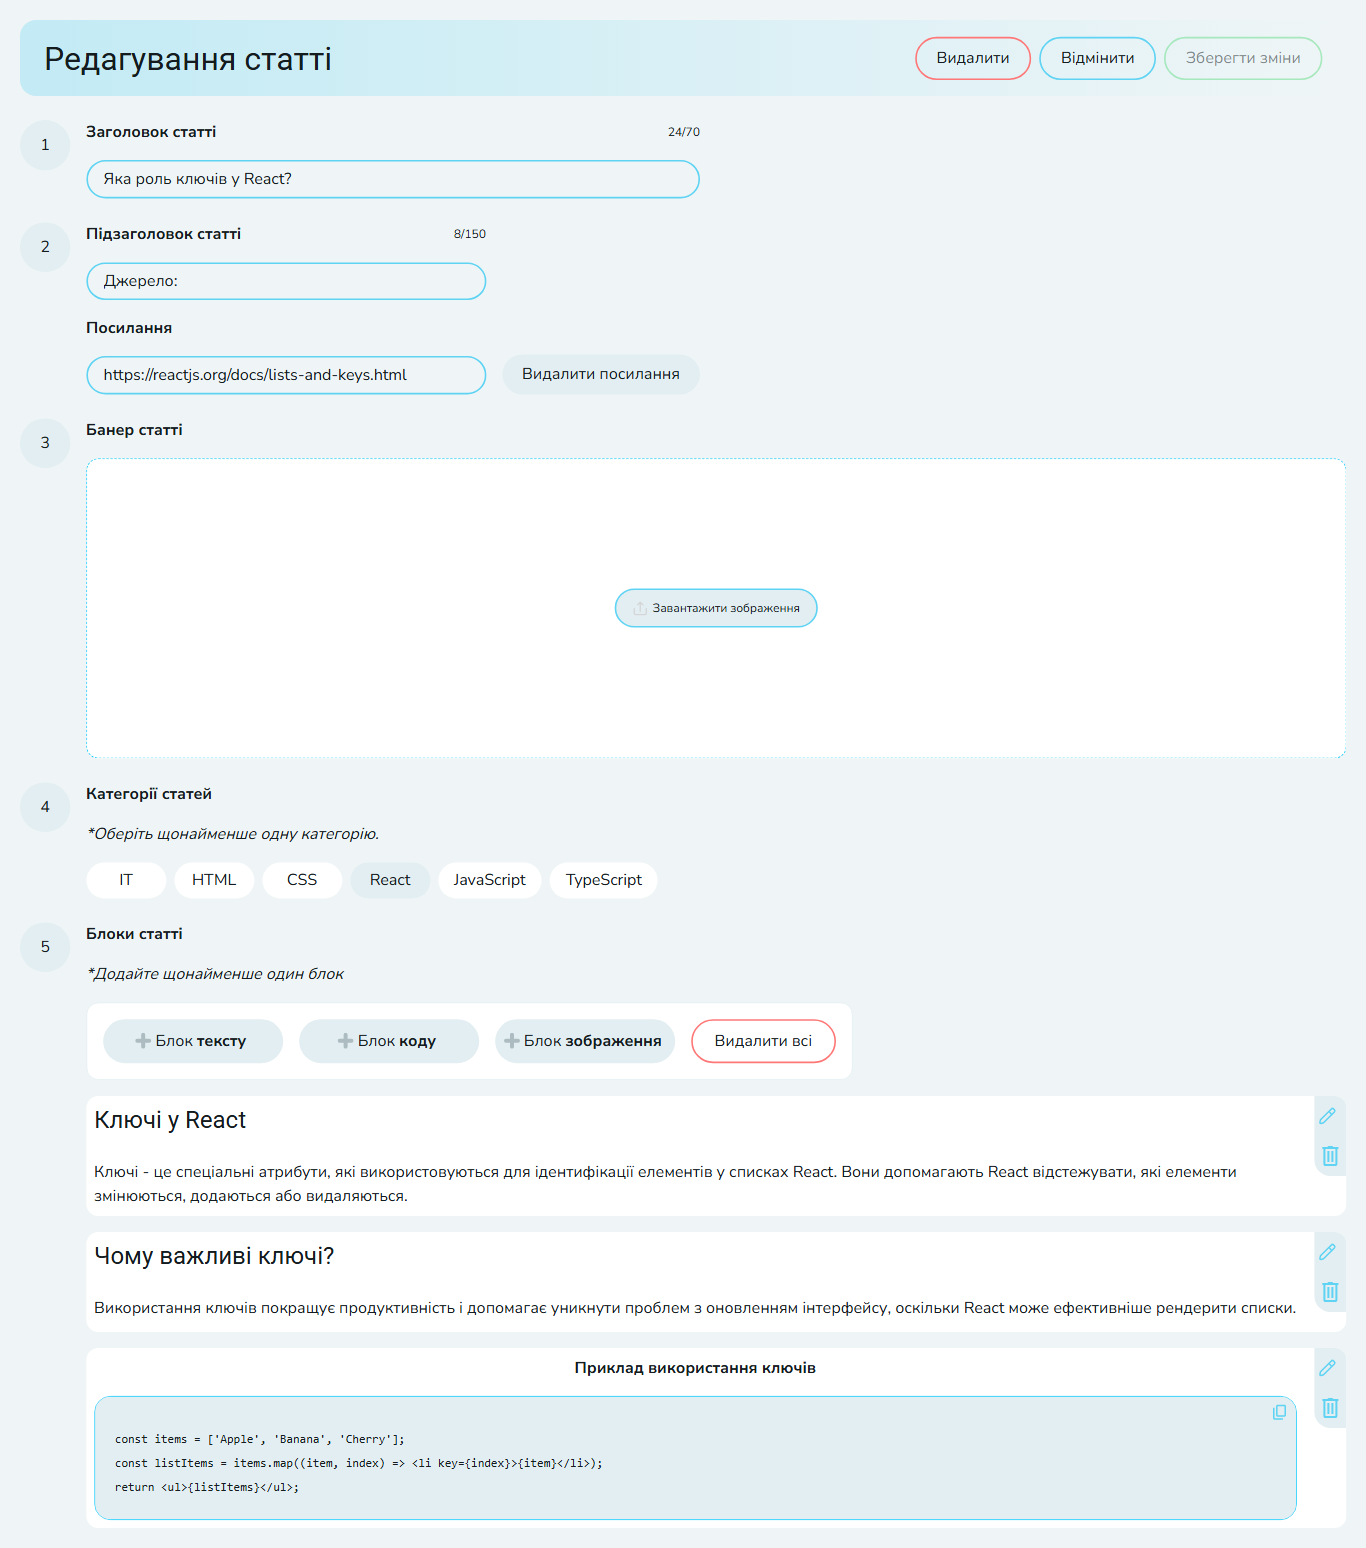 Редагування статті
Видалити
Відмінити
Зберегти зміни
1
Заголовок статті
24/70
Яка роль ключів у React?
2
Підзаголовок статті
8/150
Джерело:
Посилання
https://reactjs.org/docs/lists-and-keys.html
Видалити посилання
3
Банер статті
Завантажити зображення
4
Категорії статей
*Оберіть щонайменше одну категорію.
IT
HTML
CSS
React
JavaScript
TypeScript
5
Блоки статті
*Додайте щонайменше один блок
Блок тексту
Блок коду
Блок зображення
Видалити всі
Ключі у React
Ключі - це спеціальні атрибути, які використовуються для ідентифікації елементів у списках React. Вони допомагають React відстежувати, які елементи
змінюються, додаються або видаляються.
Чому важливі ключі?
Використання ключів покращує продуктивність і допомагає уникнути проблем з оновленням інтерфейсу, оскільки React може ефективніше рендерити списки.
Приклад використання ключів
const items = ['Apple', 'Banana', 'Cherry'];
const listItems = items.map((item, index) => <li key={index}>{item}</li>);
return <ul>{listItems}</ul>;